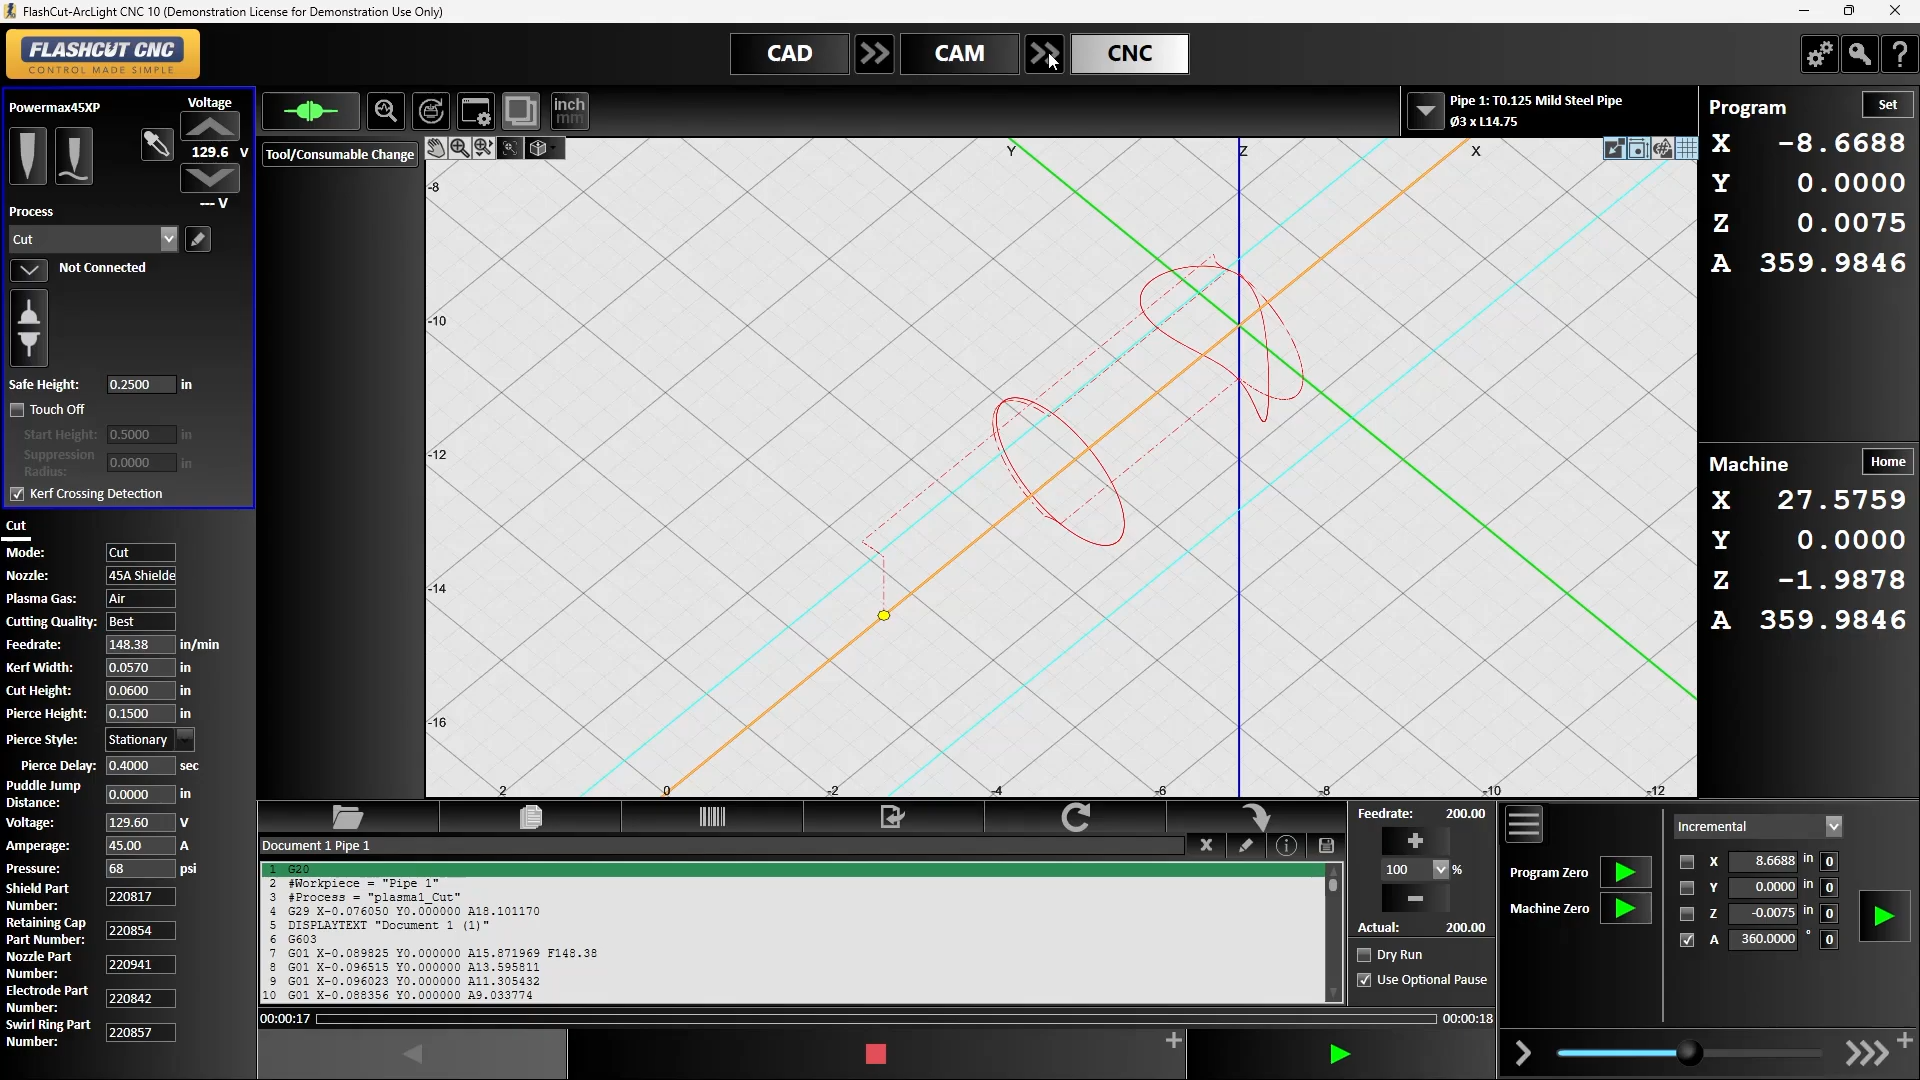 FlashCut-ArcLight CNC 10 (Demonstration License for Demonstration Use Only)
FLASHCUT CNC
CONTROL MADE SIMPLE
CAD
CAM
CNC
Powermax45XP
Voltage
129.6 V
--- V
Process
Cut
Not Connected
Safe Height: 0.2500 in
Touch Off
Start Height: 0.5000 in
Suppression Radius: 0.0000 in
Kerf Crossing Detection
Cut
Mode: Cut
Nozzle: 45A Shielde
Plasma Gas: Air
Cutting Quality: Best
Feedrate: 148.38 in/min
Kerf Width: 0.0570 in
Cut Height: 0.0600 in
Pierce Height: 0.1500 in
Pierce Style: Stationary
Pierce Delay: 0.4000 sec
Puddle Jump Distance: 0.0000 in
Voltage: 129.60 V
Amperage: 45.00 A
Pressure: 68 psi
Shield Part Number: 220817
Retaining Cap Part Number: 220854
Nozzle Part Number: 220941
Electrode Part Number: 220842
Swirl Ring Part Number: 220857
inch
mm
Tool/Consumable Change
Pipe 1: T0.125 Mild Steel Pipe
Ø3 x L14.75
Y
Z
X
-8
-10
-12
-14
-16
2
0
-2
-4
-6
-8
-10
-12
Program
Set
X -8.6688
Y 0.0000
Z 0.0075
A 359.9846
Machine
Home
X 27.5759
Y 0.0000
Z -1.9878
A 359.9846
Document 1 Pipe 1
1 G20
2 #Workpiece = "Pipe 1"
3 #Process = "plasma1_Cut"
4 G29 X-0.076050 Y0.000000 A18.101170
5 DISPLAYTEXT "Document 1 (1)"
6 G603
7 G01 X-0.089825 Y0.000000 A15.871969 F148.38
8 G01 X-0.096515 Y0.000000 A13.595811
9 G01 X-0.096023 Y0.000000 A11.305432
10 G01 X-0.088356 Y0.000000 A9.033774
00:00:17
00:00:18
Feedrate: 200.00
100 %
Actual: 200.00
Dry Run
Use Optional Pause
Program Zero
Machine Zero
Incremental
X 8.6688 in 0
Y 0.0000 in 0
Z -0.0075 in 0
A 360.0000 ° 0